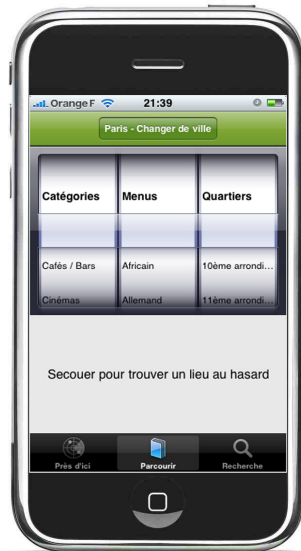 Orange F 21:39
Paris - Changer de ville
Catégories Menus Quartiers
Cafés / Bars Africain 10ème arrondi...
Cinémas Allemand 11ème arrondi...
Secouer pour trouver un lieu au hasard
Près d'ici Parcourir Recherche